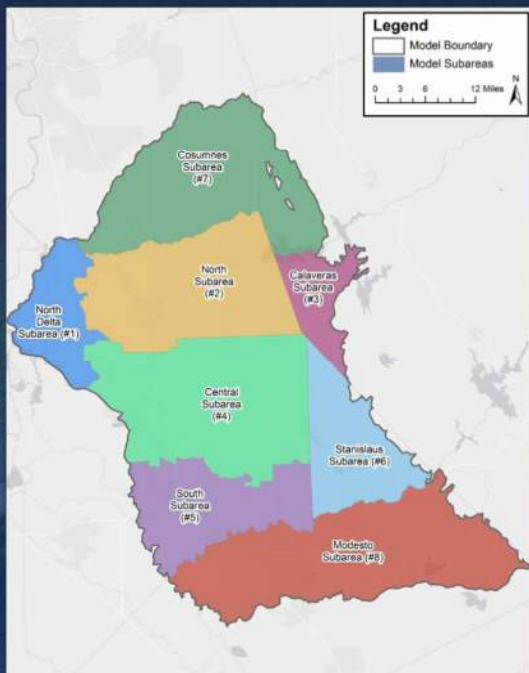 Legend
Model Boundary
Model Subareas
0 3 6 12 Miles
N
Cosumnes
Subarea
(#7)
North
Subarea
(#2)
Calaveras
Subarea
(#3)
North
Delta
Subarea (#1)
Central
Subarea
(#4)
Stanislaus
Subarea (#6)
South
Subarea
(#5)
Modesto
Subarea (#8)